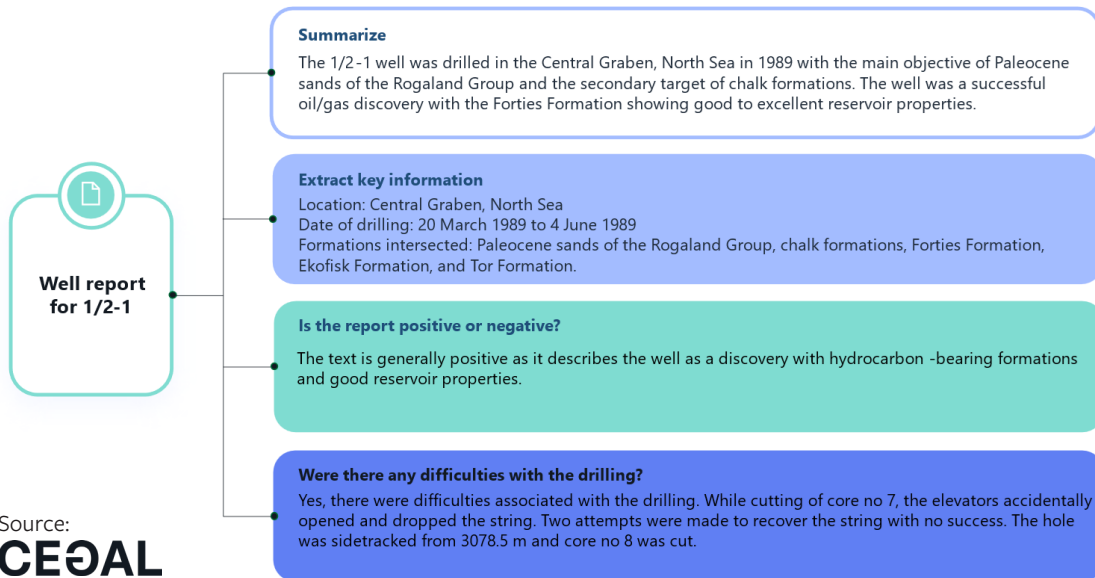 Summarize
The 1/2-1 well was drilled in the Central Graben, North Sea in 1989 with the main objective of Paleocene
sands of the Rogaland Group and the secondary target of chalk formations. The well was a successful
oil/gas discovery with the Forties Formation showing good to excellent reservoir properties.
Extract key information
Location: Central Graben, North Sea
Date of drilling: 20 March 1989 to 4 June 1989
Formations intersected: Paleocene sands of the Rogaland Group, chalk formations, Forties Formation,
Ekofisk Formation, and Tor Formation.
Well report
for 1/2-1
Is the report positive or negative?
The text is generally positive as it describes the well as a discovery with hydrocarbon -bearing formations
and good reservoir properties.
Were there any difficulties with the drilling?
Yes, there were difficulties associated with the drilling. While cutting of core no 7, the elevators accidentally
opened and dropped the string. Two attempts were made to recover the string with no success. The hole
was sidetracked from 3078.5 m and core no 8 was cut.
Source:
CEGAL